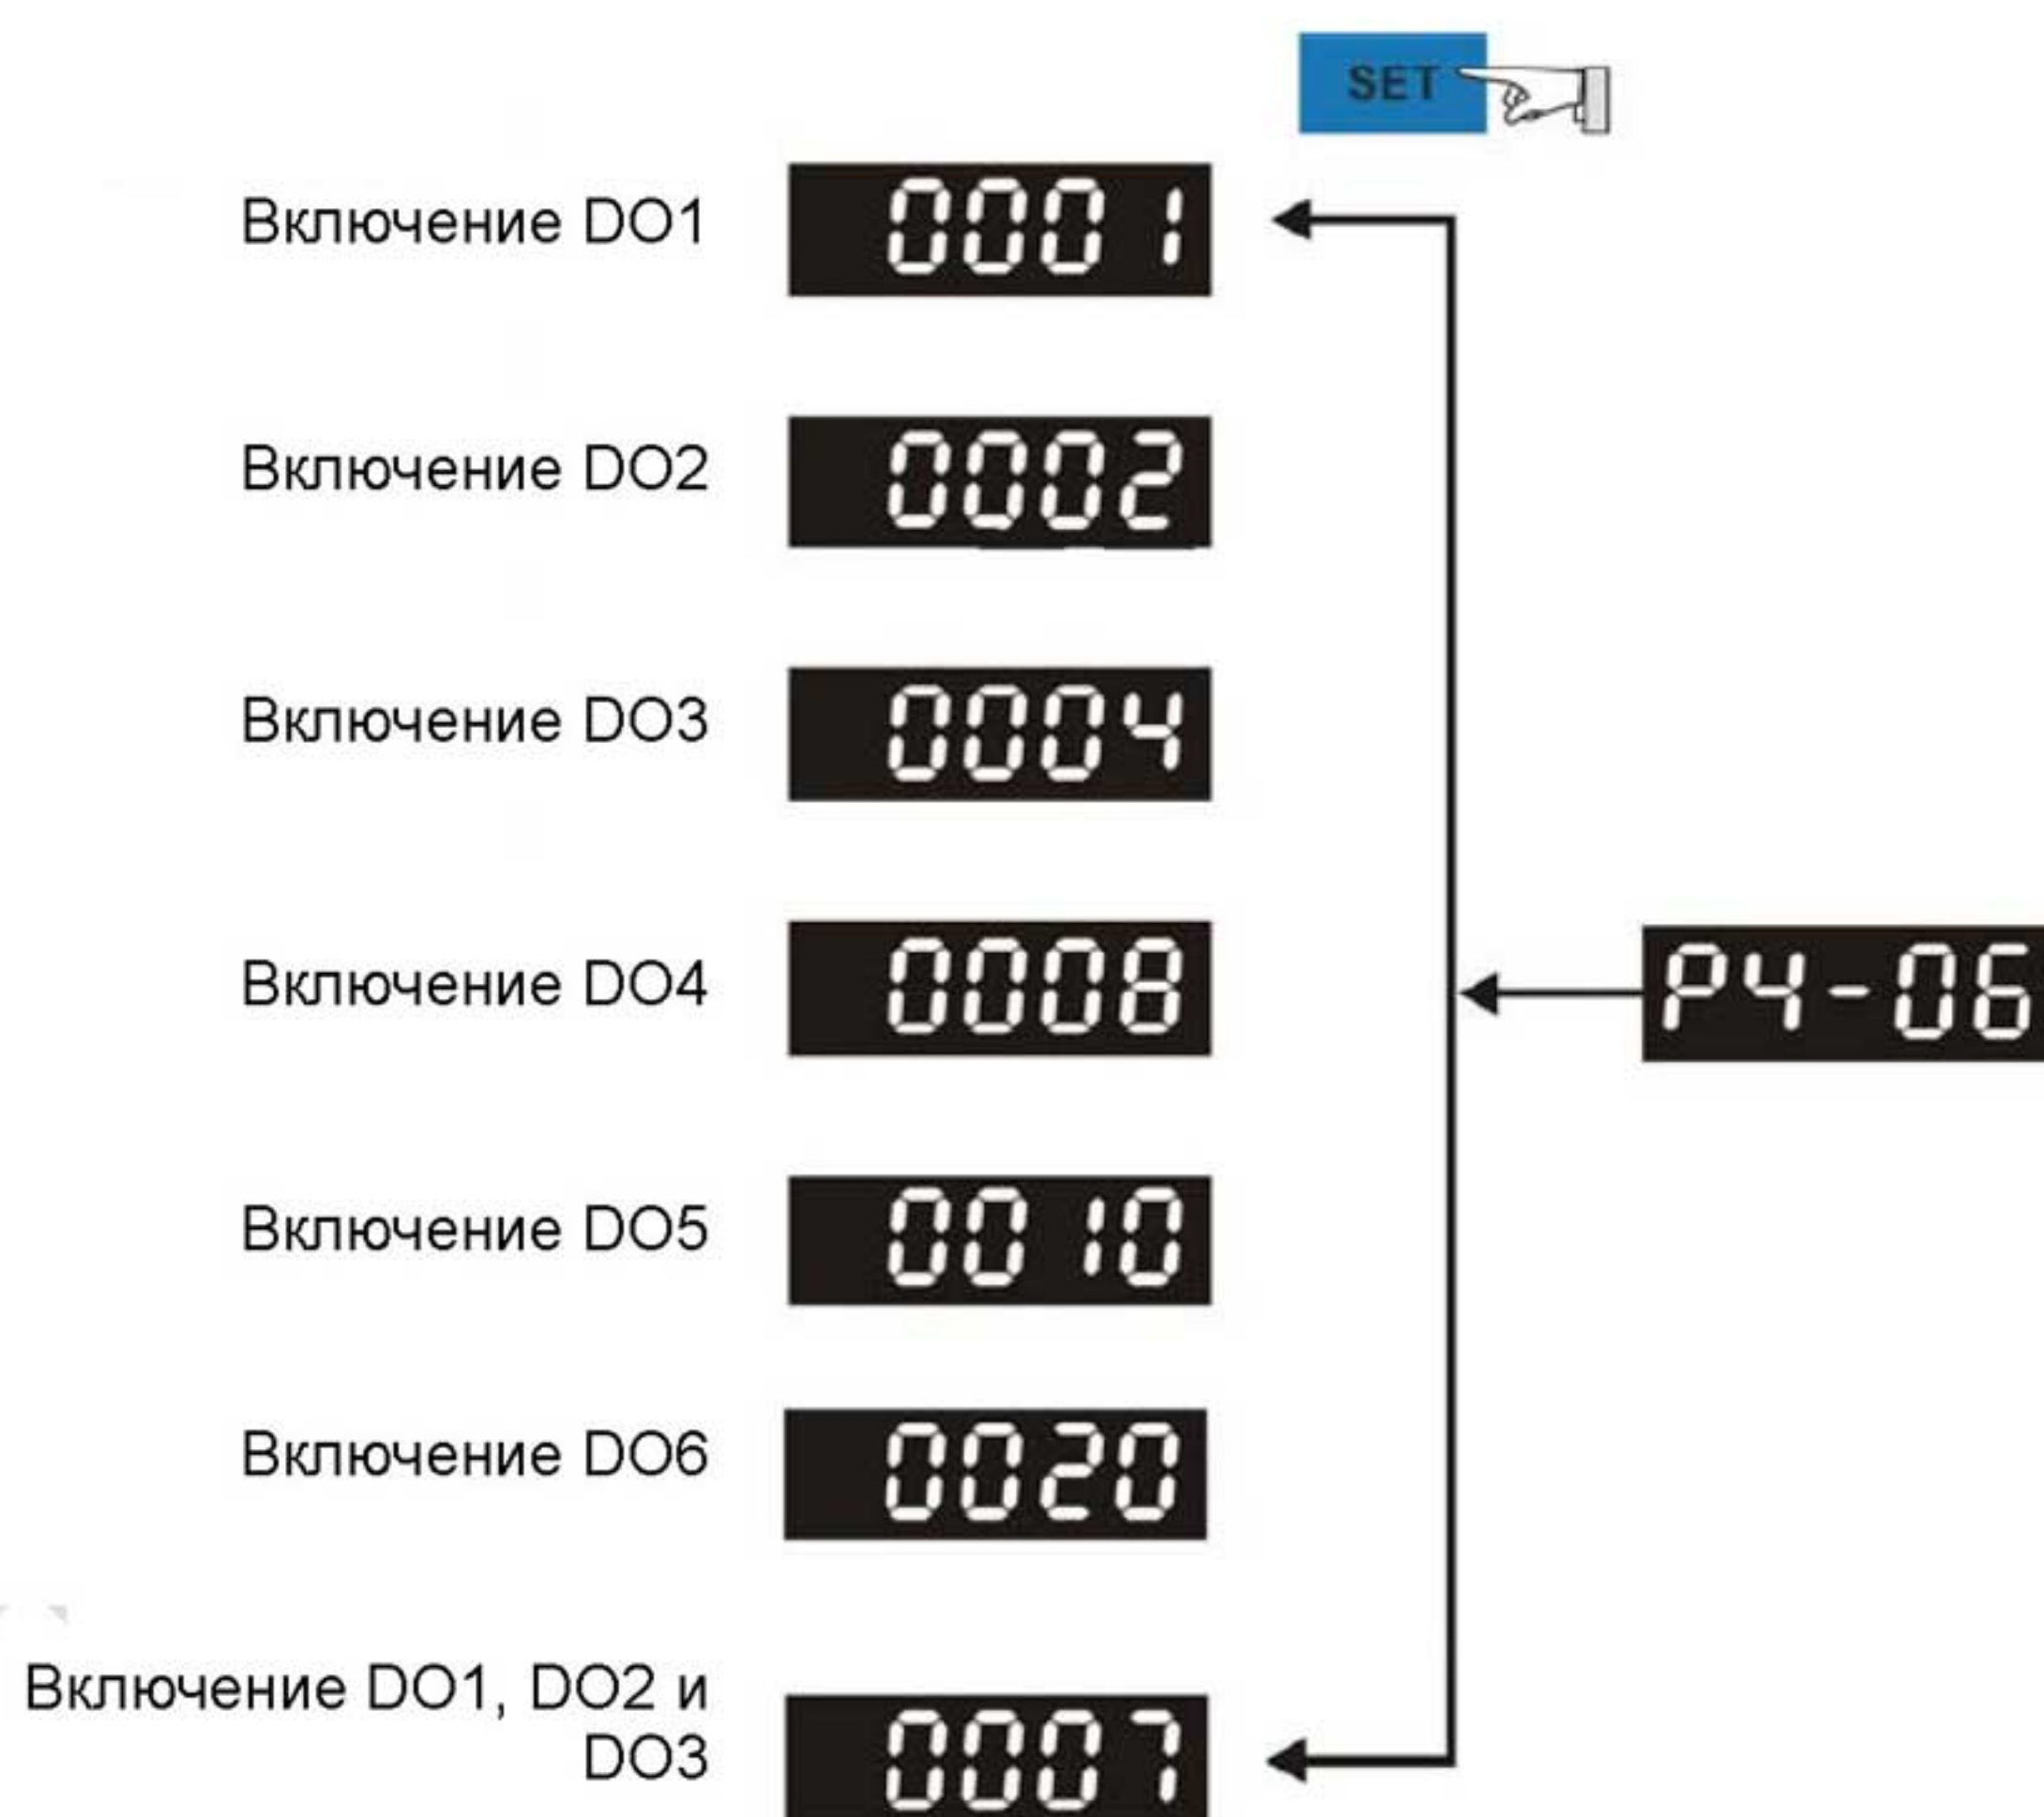 SET
Включение DO1 0001
Включение DO2 0002
Включение DO3 0004
Включение DO4 0008
P4-06
Включение DO5 0010
Включение DO6 0020
Включение DO1, DO2 и
DO3 0007